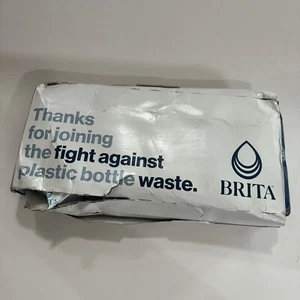 Thanks
for joining
the fight against
plastic bottle waste.
BRITA